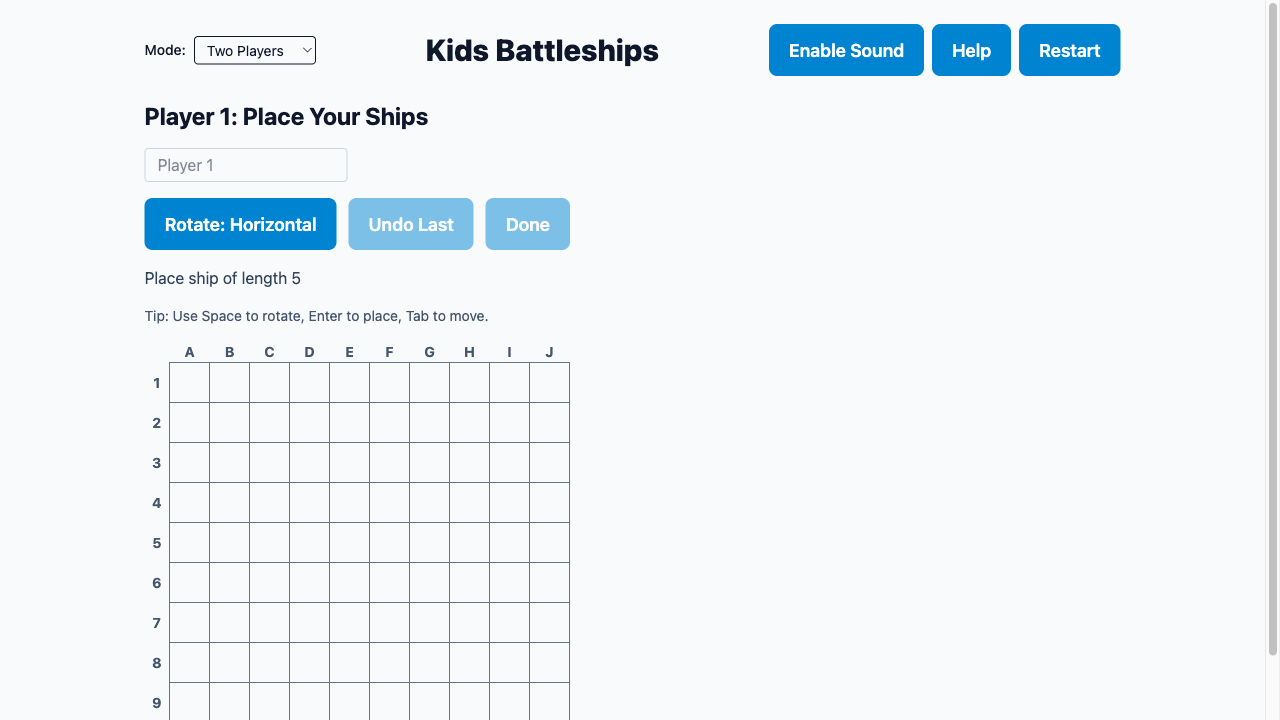 Mode: Two Players
Kids Battleships
Enable Sound Help Restart
Player 1: Place Your Ships
Player 1
Rotate: Horizontal Undo Last Done
Place ship of length 5
Tip: Use Space to rotate, Enter to place, Tab to move.
A B C D E F G H I J
1
2
3
4
5
6
7
8
9